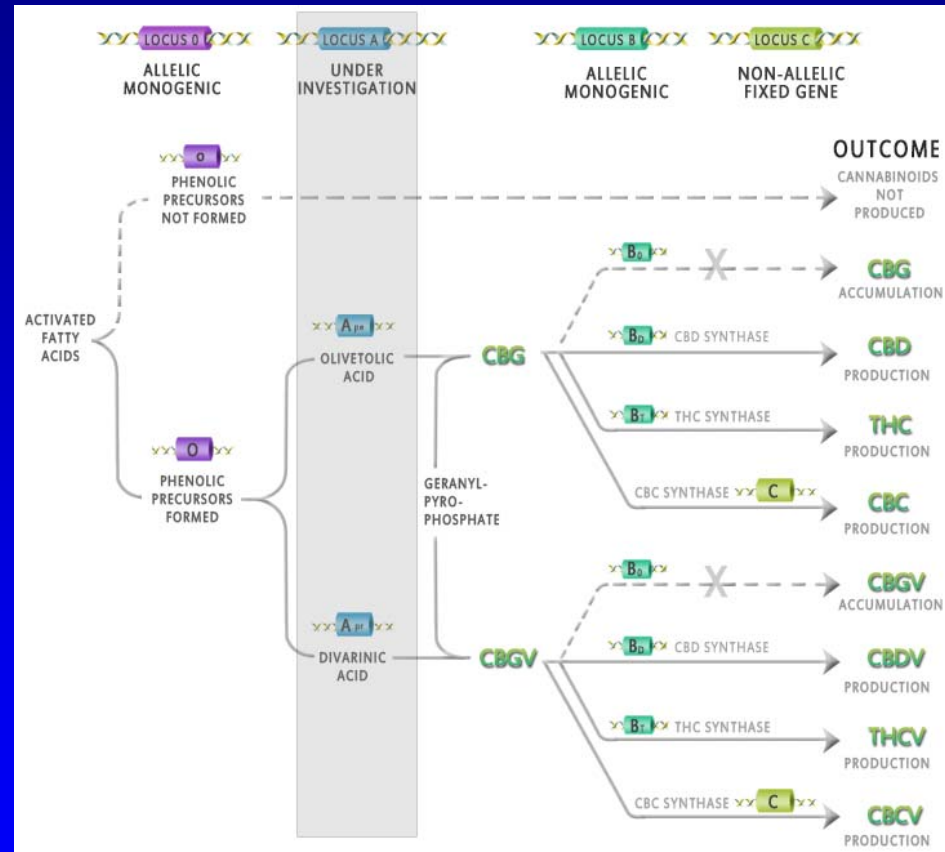 LOCUS O
LOCUS A
LOCUS B
LOCUS C
ALLELIC
MONOGENIC
UNDER
INVESTIGATION
ALLELIC
MONOGENIC
NON-ALLELIC
FIXED GENE
OUTCOME
o
PHENOLIC
PRECURSORS
NOT FORMED
CANNABINOIDS
NOT
PRODUCED
ACTIVATED
FATTY
ACIDS
O
PHENOLIC
PRECURSORS
FORMED
A pe
OLIVETOLIC
ACID
A pr
DIVARINIC
ACID
GERANYL-
PYRO-
PHOSPHATE
CBG
B0
X
CBG
ACCUMULATION
BD CBD SYNTHASE
CBD
PRODUCTION
BT THC SYNTHASE
THC
PRODUCTION
CBC SYNTHASE C
CBC
PRODUCTION
CBGV
B0
X
CBGV
ACCUMULATION
BD CBD SYNTHASE
CBDV
PRODUCTION
BT THC SYNTHASE
THCV
PRODUCTION
CBC SYNTHASE C
CBCV
PRODUCTION